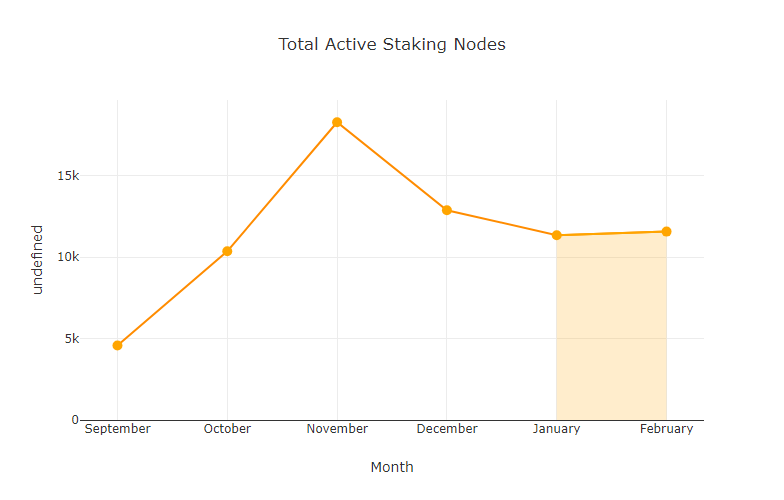 Total Active Staking Nodes
undefined
15k
10k
5k
0
September October November December January February
Month